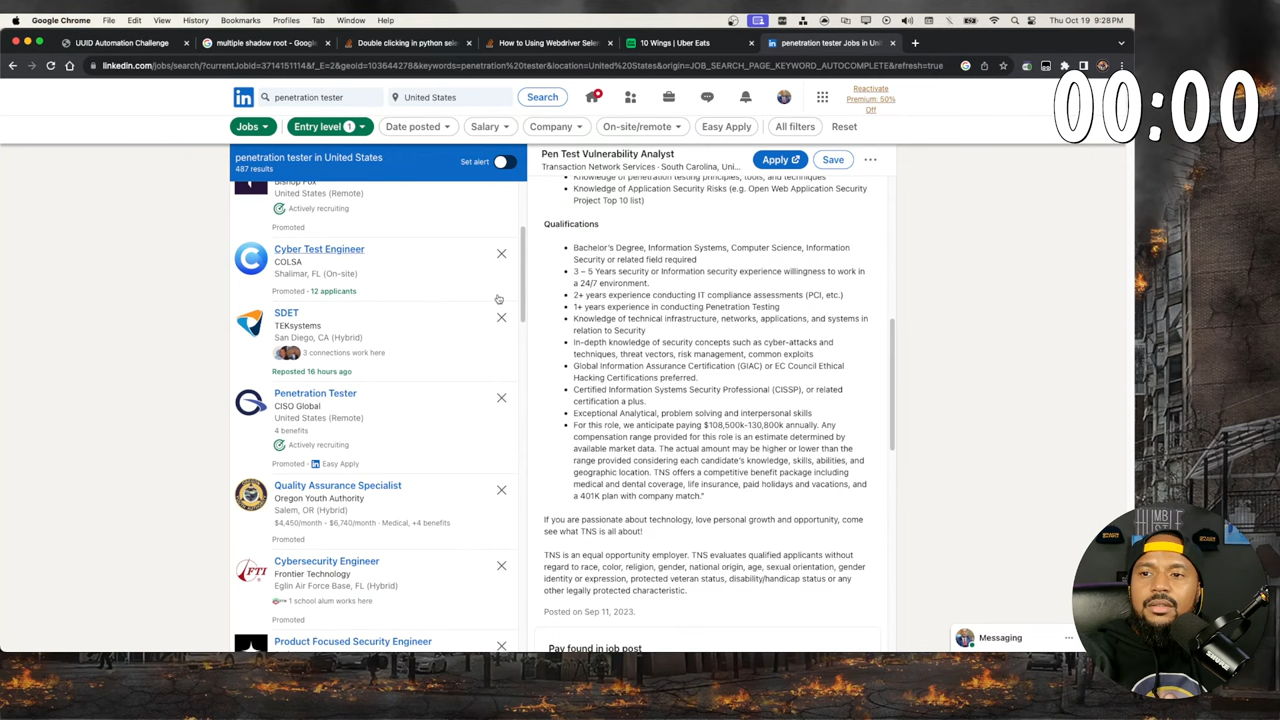 Google Chrome File Edit View History Bookmarks Profiles Tab Window Help Thu Oct 19 9:28 PM
UUID Automation Challenge
multiple shadow root - Google
Double clicking in python sele
How to Using Webdriver Selen
10 Wings | Uber Eats
penetration tester Jobs in Uni
linkedin.com/jobs/search/?currentJobId=3714151114&f_E=2&geoId=103644278&keywords=penetration%20tester&location=United%20States&origin=JOB_SEARCH_PAGE_KEYWORD_AUTOCOMPLETE&refresh=true
00:00
in penetration tester United States Search
Reactivate
Premium: 50%
Off
Jobs Entry level 1 Date posted Salary Company On-site/remote Easy Apply All filters Reset
penetration tester in United States
487 results
Set alert
Bishop Fox
United States (Remote)
Actively recruiting
Promoted
Cyber Test Engineer
COLSA
Shalimar, FL (On-site)
Promoted · 12 applicants
SDET
TEKsystems
San Diego, CA (Hybrid)
3 connections work here
Reposted 16 hours ago
Penetration Tester
CISO Global
United States (Remote)
4 benefits
Actively recruiting
Promoted · in Easy Apply
Quality Assurance Specialist
Oregon Youth Authority
Salem, OR (Hybrid)
$4,450/month – $6,740/month · Medical, +4 benefits
Promoted
Cybersecurity Engineer
Frontier Technology
Eglin Air Force Base, FL (Hybrid)
1 school alum works here
Promoted
Product Focused Security Engineer
FTI
Pen Test Vulnerability Analyst
Transaction Network Services · South Carolina, Uni...
Apply Save
Knowledge of penetration testing principles, tools, and techniques
Knowledge of Application Security Risks (e.g. Open Web Application Security
Project Top 10 list)
Qualifications
Bachelor's Degree, Information Systems, Computer Science, Information
Security or related field required
3 – 5 Years security or Information security experience willingness to work in
a 24/7 environment.
2+ years experience conducting IT compliance assessments (PCI, etc.)
1+ years experience in conducting Penetration Testing
Knowledge of technical infrastructure, networks, applications, and systems in
relation to Security
In-depth knowledge of security concepts such as cyber-attacks and
techniques, threat vectors, risk management, common exploits
Global Information Assurance Certification (GIAC) or EC Council Ethical
Hacking Certifications preferred.
Certified Information Systems Security Professional (CISSP), or related
certification a plus.
Exceptional Analytical, problem solving and interpersonal skills
For this role, we anticipate paying $108,500k-130,800k annually. Any
compensation range provided for this role is an estimate determined by
available market data. The actual amount may be higher or lower than the
range provided considering each candidate's knowledge, skills, abilities, and
geographic location. TNS offers a competitive benefit package including
medical and dental coverage, life insurance, paid holidays and vacations, and
a 401K plan with company match."
If you are passionate about technology, love personal growth and opportunity, come
see what TNS is all about!
TNS is an equal opportunity employer. TNS evaluates qualified applicants without
regard to race, color, religion, gender, national origin, age, sexual orientation, gender
identity or expression, protected veteran status, disability/handicap status or any
other legally protected characteristic.
Posted on Sep 11, 2023.
Pay found in job post
Messaging
SHURE